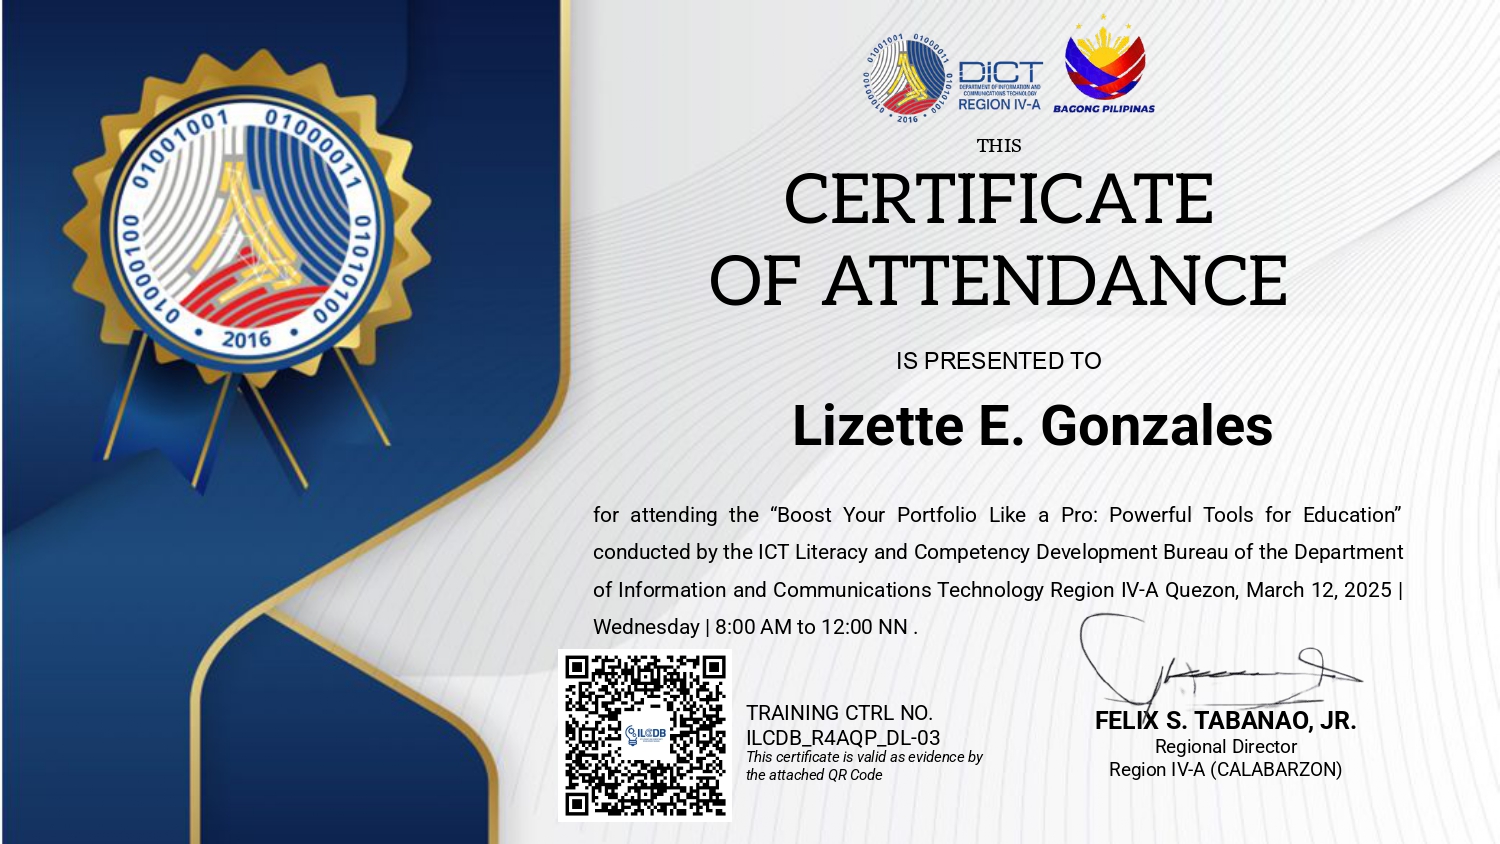 01001001 01000011
01000100 01010100
• 2016 •
DICT
DEPARTMENT OF INFORMATION AND
COMMUNICATIONS TECHNOLOGY
REGION IV-A
BAGONG PILIPINAS
THIS
CERTIFICATE
OF ATTENDANCE
IS PRESENTED TO
Lizette E. Gonzales
01001001 01000011
01000100 01010100
• 2016 •
for attending the “Boost Your Portfolio Like a Pro: Powerful Tools for Education”
conducted by the ICT Literacy and Competency Development Bureau of the Department
of Information and Communications Technology Region IV-A Quezon, March 12, 2025 |
Wednesday | 8:00 AM to 12:00 NN .
ILCDB
TRAINING CTRL NO.
ILCDB_R4AQP_DL-03
This certificate is valid as evidence by
the attached QR Code
FELIX S. TABANAO, JR.
Regional Director
Region IV-A (CALABARZON)